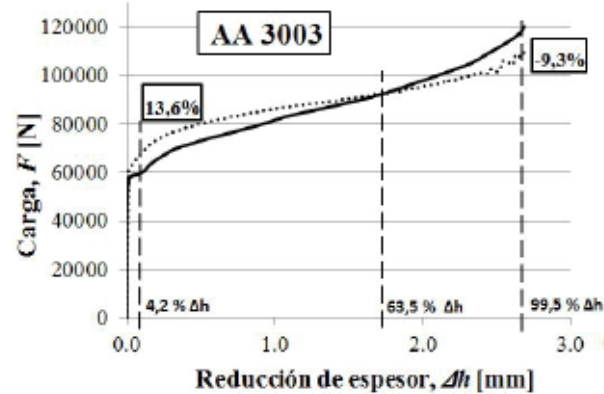 120000
AA 3003
-9,3%
100000
13,6%
80000
60000
40000
20000
0
Carga, F [N]
4,2 % Δh
63,5 % Δh
99,5 % Δh
0.0
1.0
2.0
3.0
Reducción de espesor, Δh [mm]